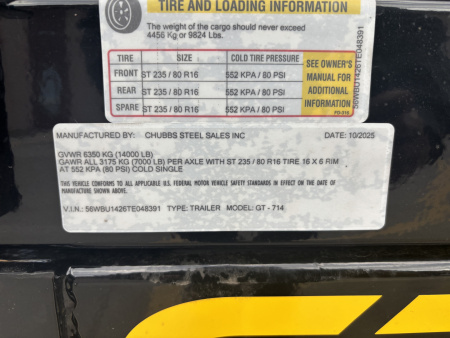 TIRE AND LOADING INFORMATION
The weight of the cargo should never exceed
4456 Kg or 9824 Lbs.
TIRE SIZE COLD TIRE PRESSURE
FRONT ST 235 / 80 R16 552 KPA / 80 PSI
REAR ST 235 / 80 R16 552 KPA / 80 PSI
SPARE ST 235 / 80 R16 552 KPA / 80 PSI
SEE OWNER'S
MANUAL FOR
ADDITIONAL
INFORMATION
56WBU1426TE048391
MANUFACTURED BY: CHUBBS STEEL SALES INC DATE: 10/2025
GVWR 6350 KG (14000 LB)
GAWR ALL 3175 KG (7000 LB) PER AXLE WITH ST 235 / 80 R16 TIRE 16 X 6 RIM
AT 552 KPA (80 PSI) COLD SINGLE
THIS VEHICLE CONFORMS TO ALL APPLICABLE U.S. FEDERAL MOTOR VEHICLE SAFETY STANDARDS IN EFFECT ON THE DATE OF
MANUFACTURE SHOWN ABOVE.
V.I.N.: 56WBU1426TE048391 TYPE: TRAILER MODEL: GT - 714